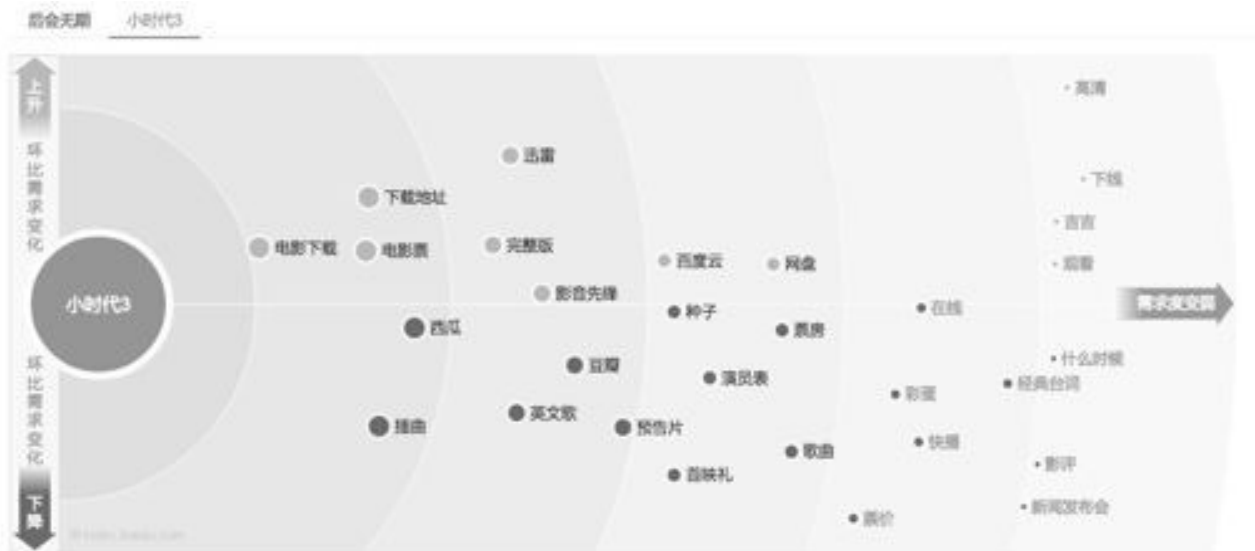 后会无期 小时代3
上升
环比需求变化
高清
迅雷
下线
下载地址
吉吉
电影下载
电影票
完整版
百度云
网盘
观看
影音先锋
小时代3
种子
在线
需求度变弱
西瓜
票房
豆瓣
什么时候
演员表
经典台词
环比需求变化
彩蛋
插曲
英文歌
预告片
歌曲
快播
首映礼
影评
下降
票价
新闻发布会